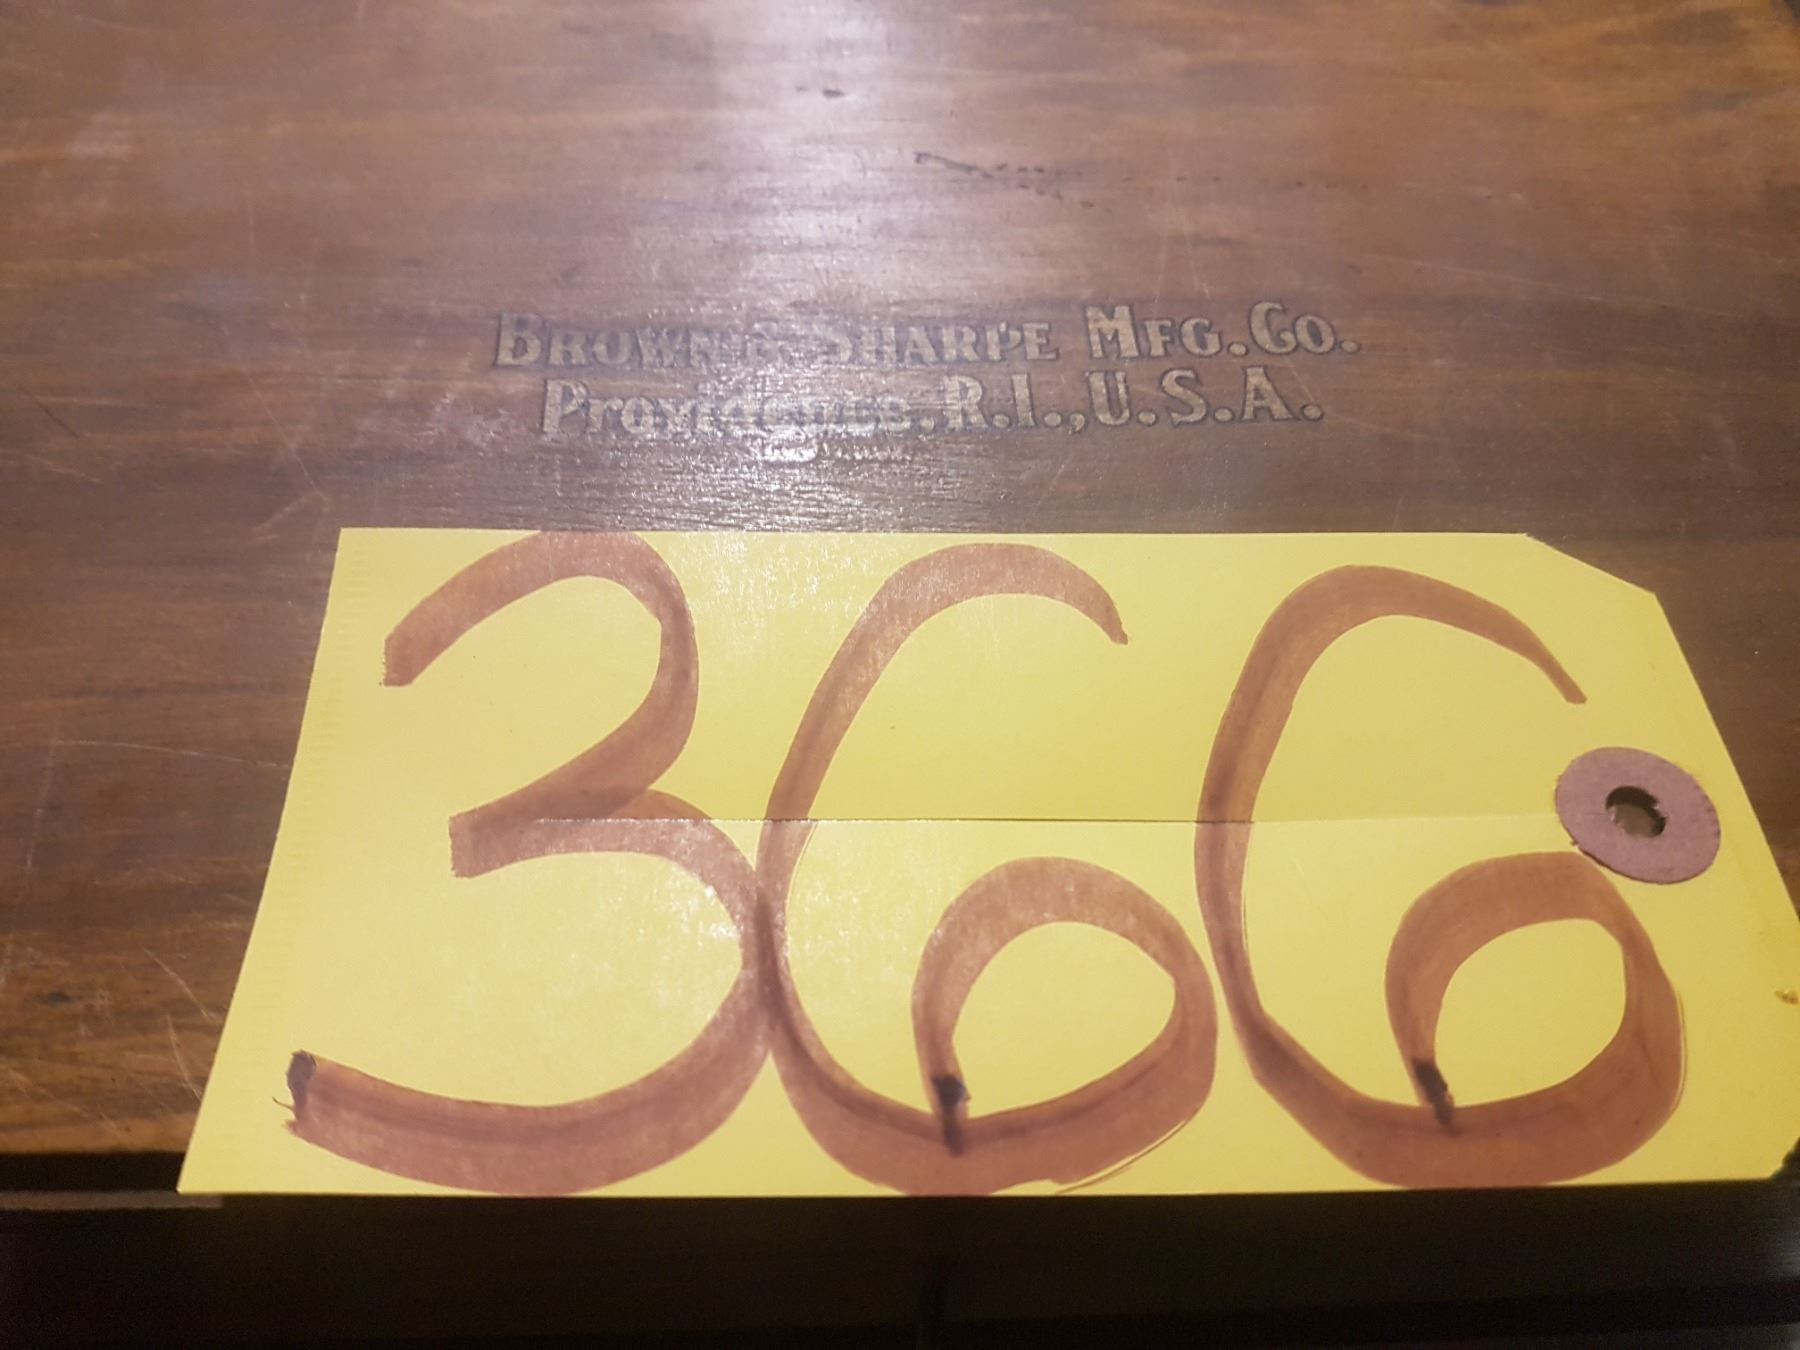 Brown & Sharpe Mfg. Co.
Providence, R.I., U.S.A.
366